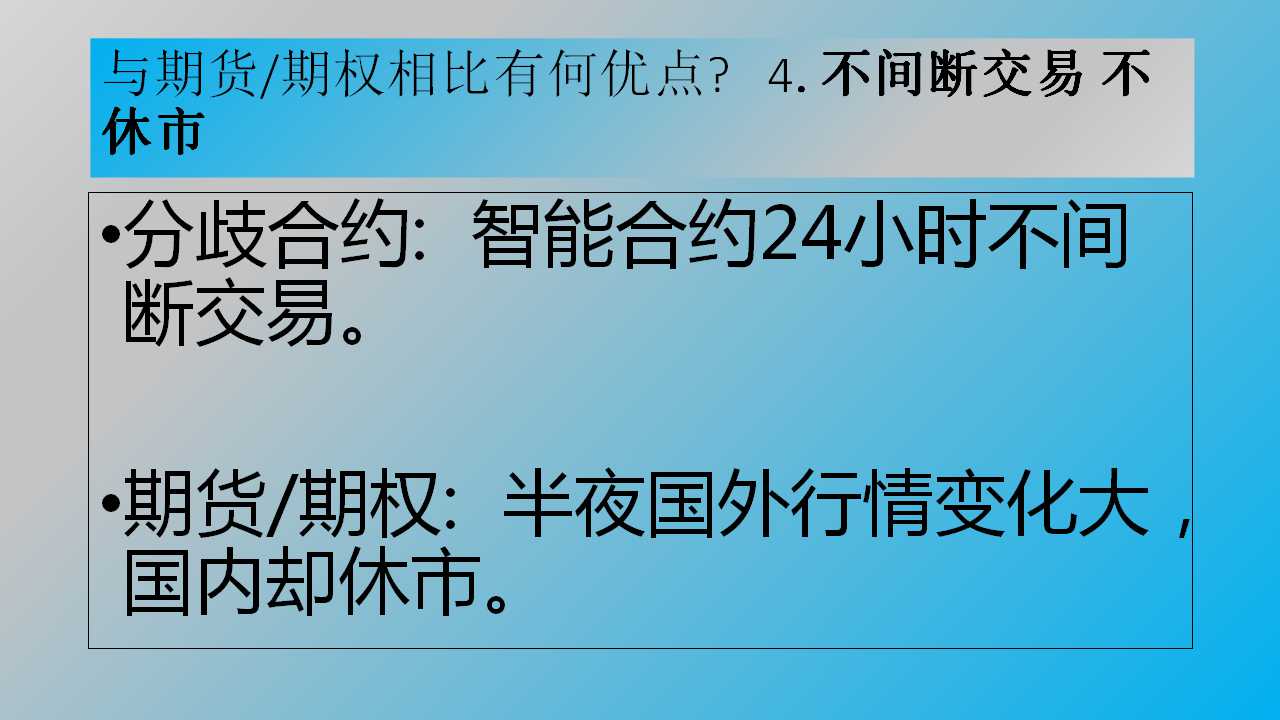 与期货/期权相比有何优点？ 4. 不间断交易 不
休市
•分歧合约：智能合约24小时不间
断交易。
•期货/期权：半夜国外行情变化大，
国内却休市。